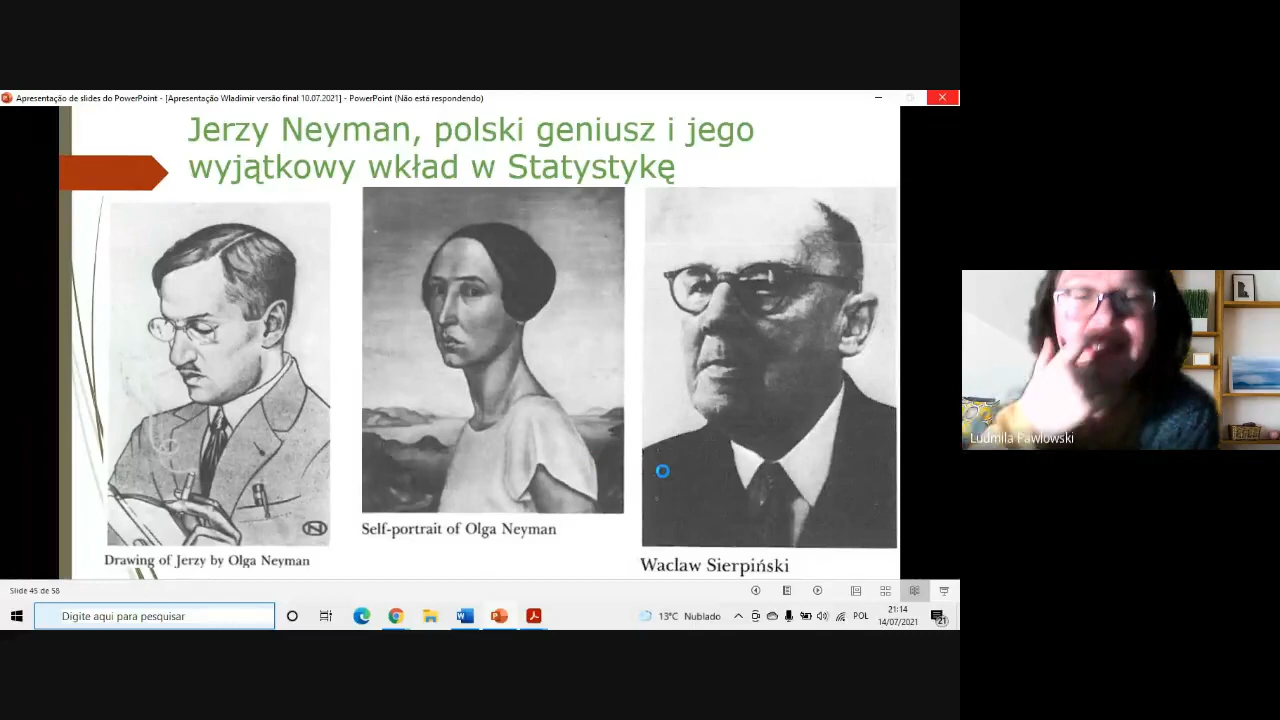 Apresentação de slides do PowerPoint - [Apresentação Wladimir versão final 10.07.2021] - PowerPoint (Não está respondendo)
Jerzy Neyman, polski geniusz i jego
wyjątkowy wkład w Statystykę
Drawing of Jerzy by Olga Neyman
Self-portrait of Olga Neyman
Wacław Sierpiński
Ludmila Pawlowski
Slide 45 de 58
Digite aqui para pesquisar
13°C Nublado
POL
21:14
14/07/2021
21